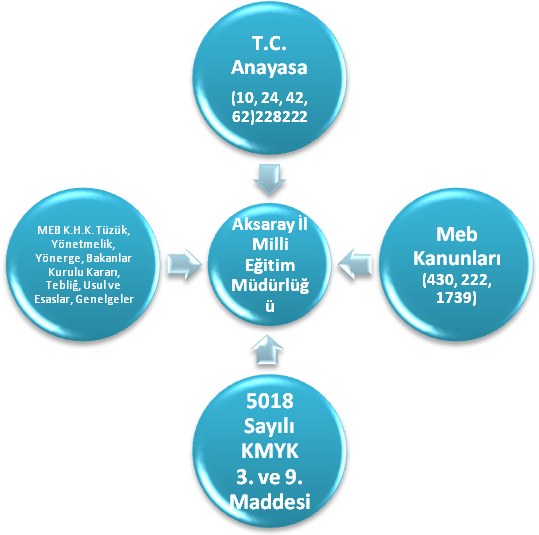 T.C.
Anayasa
(10, 24, 42,
62)228222
MEB K.H.K. Tüzük,
Yönetmelik,
Yönerge, Bakanlar
Kurulu Kararı,
Tebliğ, Usul ve
Esaslar, Genelgeler
Aksaray İl
Milli
Eğitim
Müdürlüğ
ü
Meb
Kanunları
(430, 222,
1739)
5018
Sayılı
KMYK
3. ve 9.
Maddesi